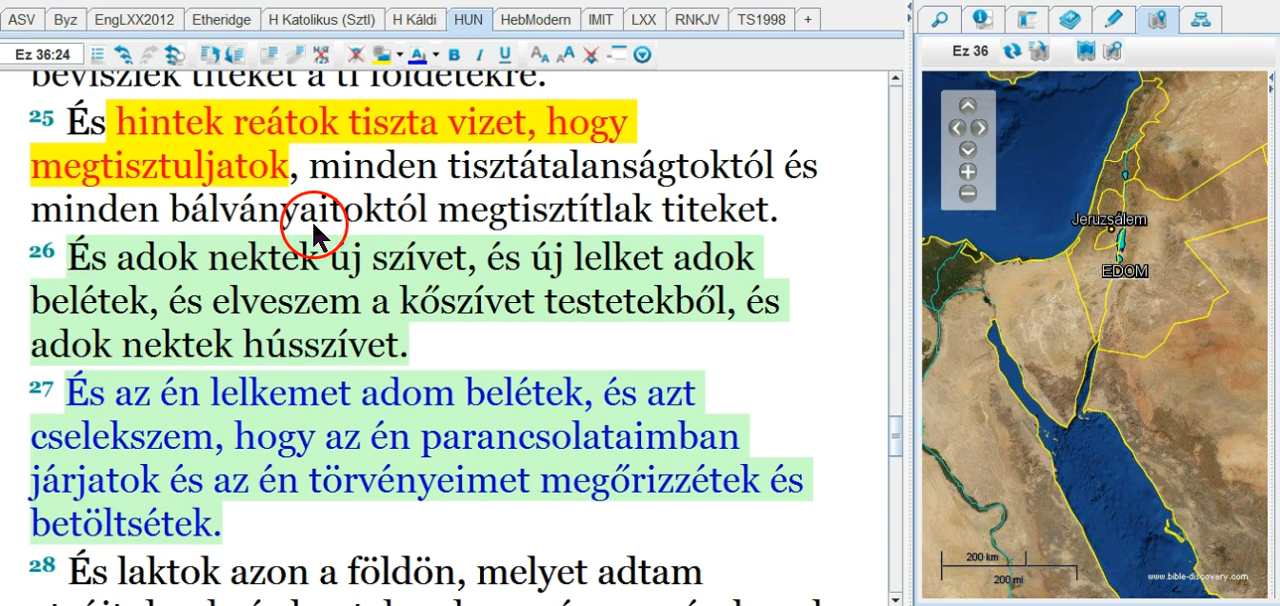 ASV Byz EngLXX2012 Etheridge H Katolikus (Sztl) H Káldi HUN HebModern IMIT LXX RNKJV TS1998 +
Ez 36:24
beviszlek titeket a ti földetekre.
25 És hintek reátok tiszta vizet, hogy
megtisztuljatok, minden tisztátalanságtoktól és
minden bálványaitoktól megtisztítlak titeket.
26 És adok nektek új szívet, és új lelket adok
belétek, és elveszem a kőszívet testetekből, és
adok nektek hússzívet.
27 És az én lelkemet adom belétek, és azt
cselekszem, hogy az én parancsolataimban
járjatok és az én törvényeimet megőrizzétek és
betöltsétek.
28 És laktok azon a földön, melyet adtam
Ez 36
Jeruzsálem
EDOM
200 km
200 mi
www.bible-discovery.com